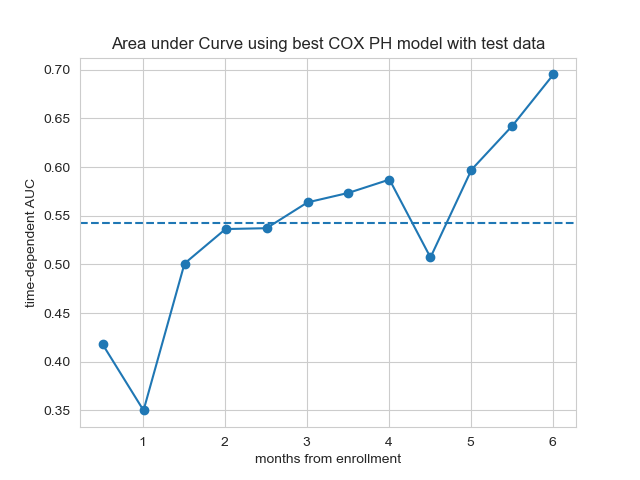 Area under Curve using best COX PH model with test data
0.70
0.65
0.60
0.55
0.50
0.45
0.40
0.35
time-dependent AUC
1 2 3 4 5 6
months from enrollment